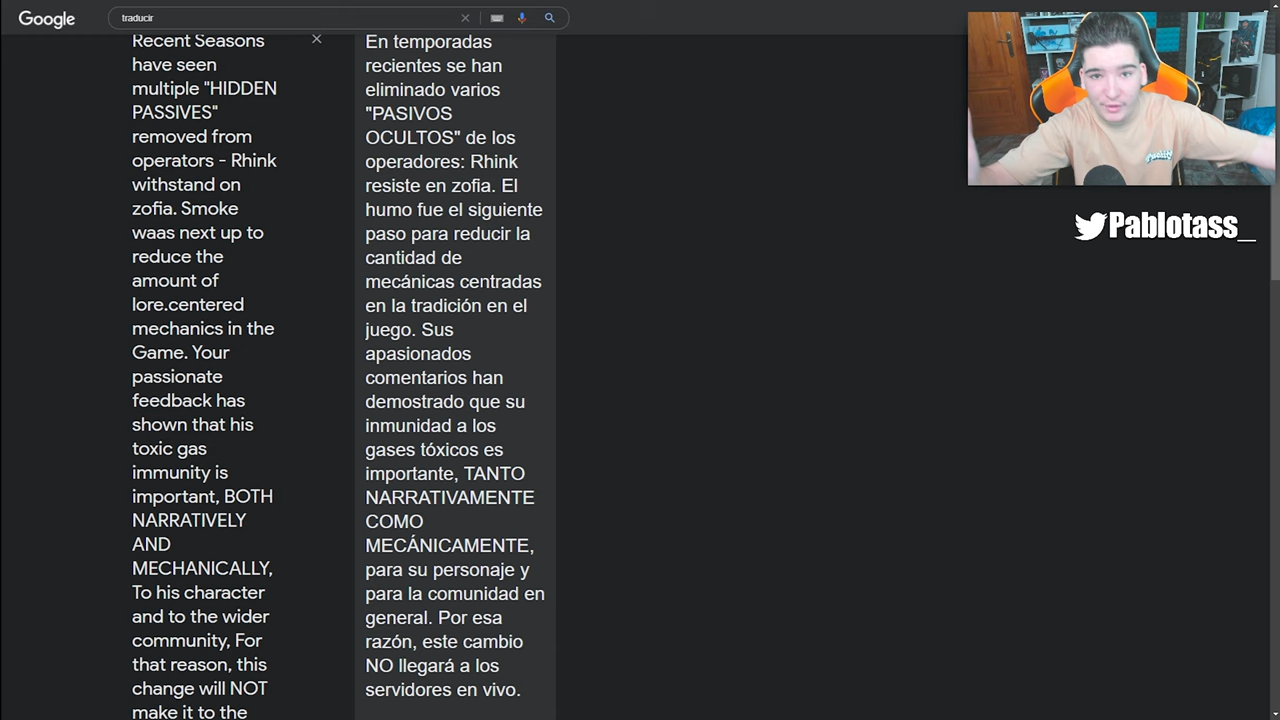 Google
traducir
Recent Seasons
have seen
multiple "HIDDEN
PASSIVES"
removed from
operators - Rhink
withstand on
zofia. Smoke
waas next up to
reduce the
amount of
lore.centered
mechanics in the
Game. Your
passionate
feedback has
shown that his
toxic gas
immunity is
important, BOTH
NARRATIVELY
AND
MECHANICALLY,
To his character
and to the wider
community, For
that reason, this
change will NOT
make it to the
En temporadas
recientes se han
eliminado varios
"PASIVOS
OCULTOS" de los
operadores: Rhink
resiste en zofia. El
humo fue el siguiente
paso para reducir la
cantidad de
mecánicas centradas
en la tradición en el
juego. Sus
apasionados
comentarios han
demostrado que su
inmunidad a los
gases tóxicos es
importante, TANTO
NARRATIVAMENTE
COMO
MECÁNICAMENTE,
para su personaje y
para la comunidad en
general. Por esa
razón, este cambio
NO llegará a los
servidores en vivo.
Pablotass_